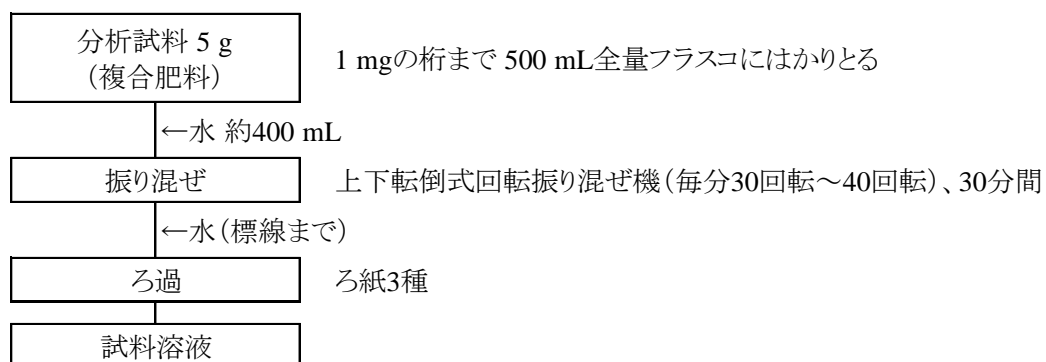 分析試料 5 g
(複合肥料)
1 mgの桁まで 500 mL全量フラスコにはかりとる
←水 約400 mL
振り混ぜ
上下転倒式回転振り混ぜ機(毎分30回転～40回転)、30分間
←水(標線まで)
ろ過
ろ紙3種
試料溶液